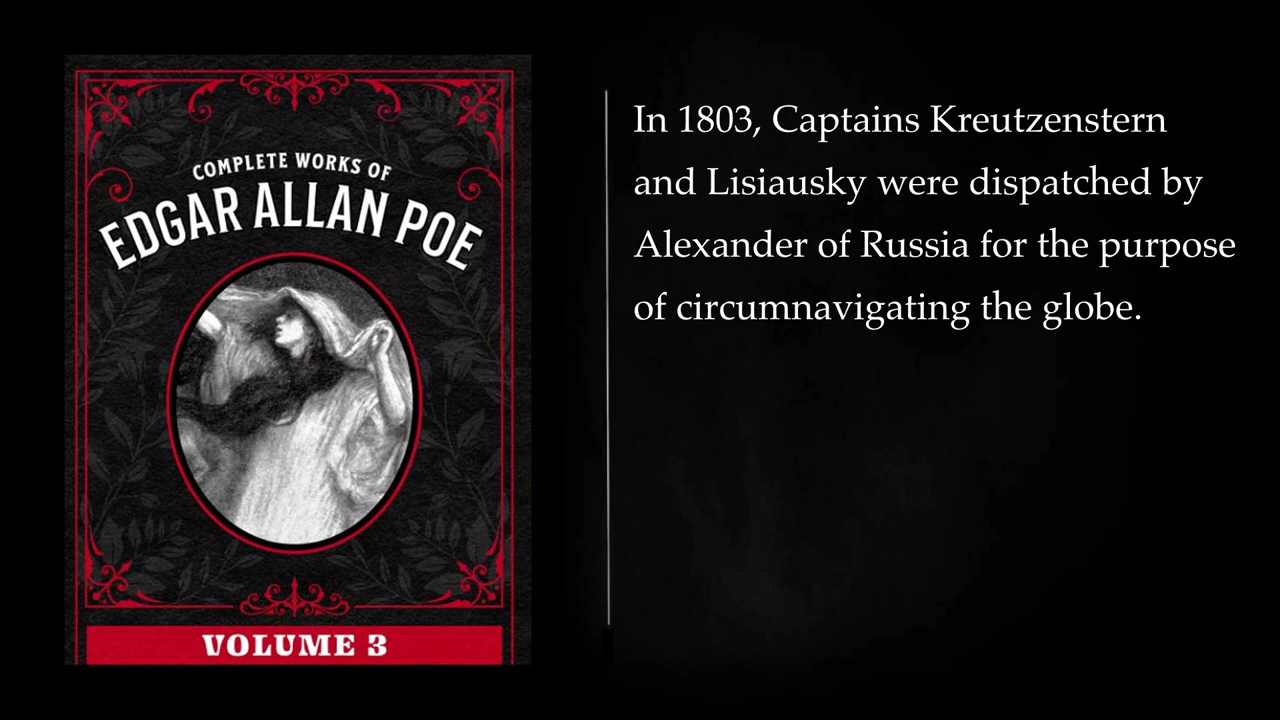 COMPLETE WORKS OF
EDGAR ALLAN POE
VOLUME 3
In 1803, Captains Kreutzenstern
and Lisiausky were dispatched by
Alexander of Russia for the purpose
of circumnavigating the globe.